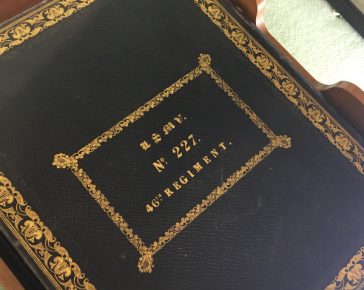 L S M V.
No. 227.
46TH REGIMENT.